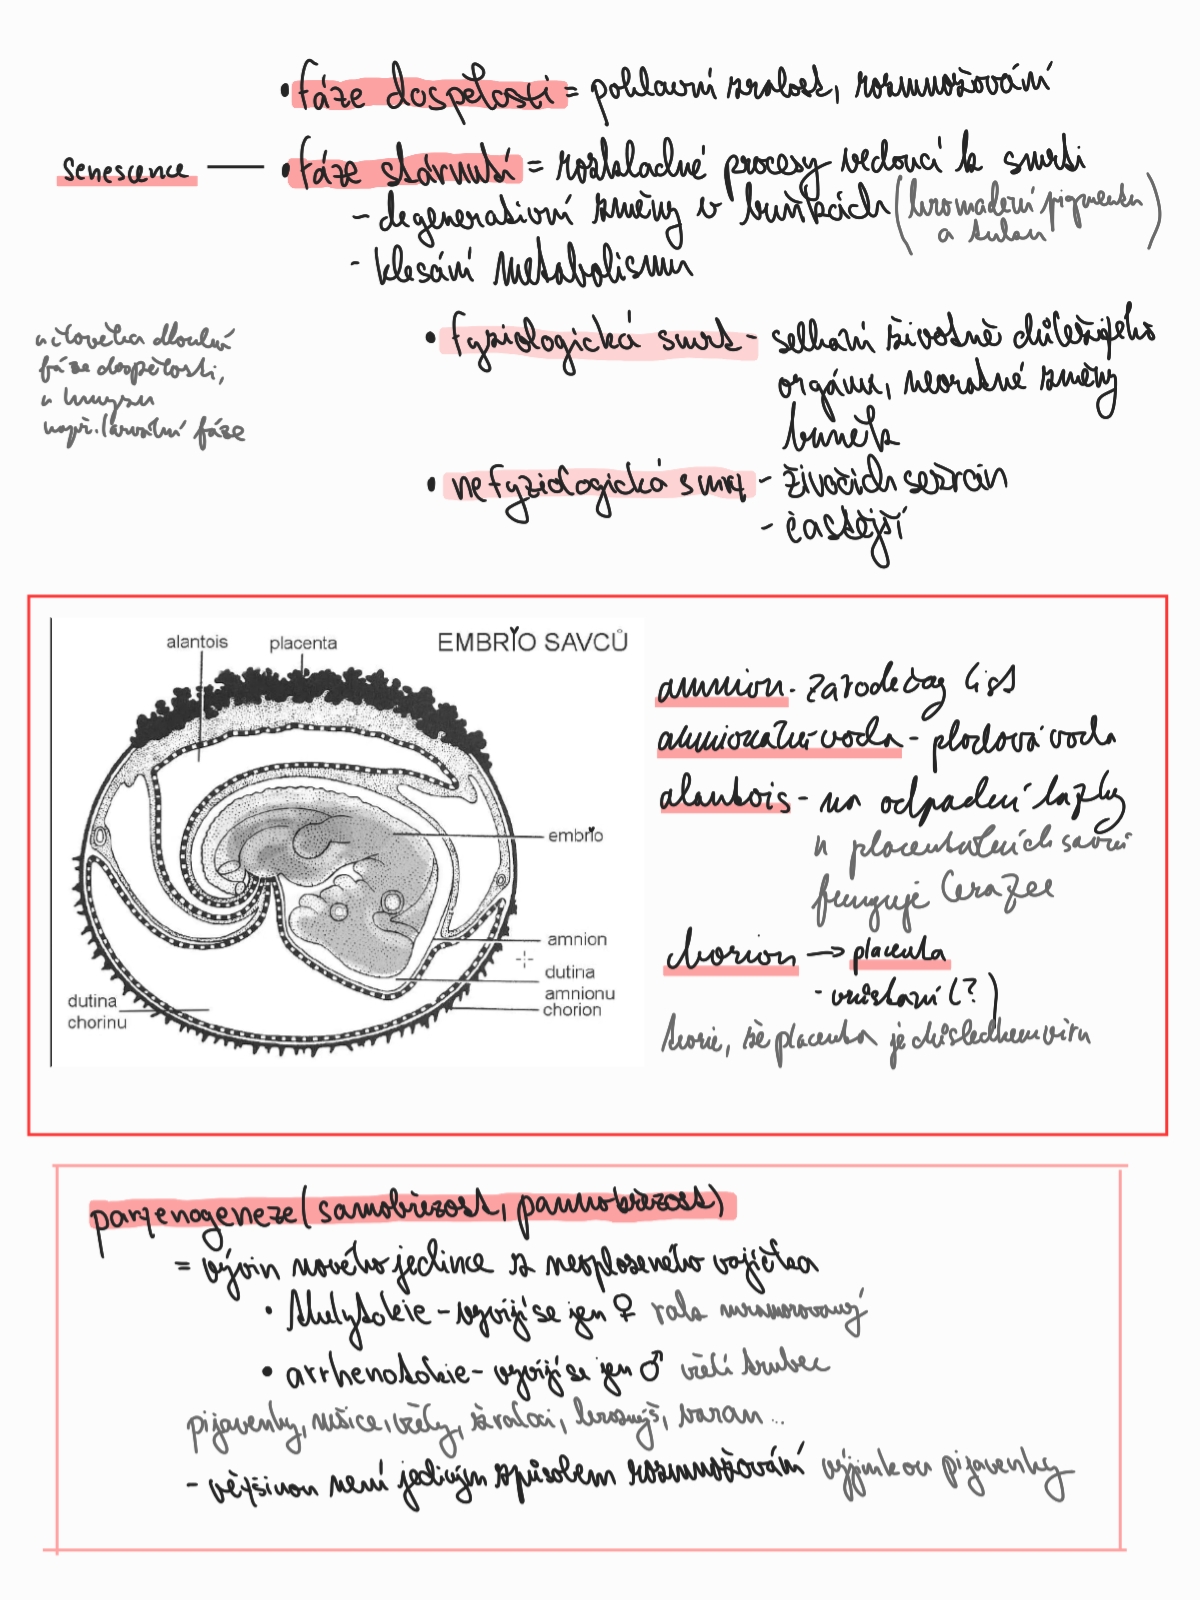 • fáze dospělosti = pohlavní zralost, rozmnožování
senescence — • fáze stárnutí = rozkladné procesy vedoucí k smrti
- degenerativní změny v buňkách (hromadění pigmentu
a tuku)
- klesání metabolismu
u člověka dlouhá
fáze dospělosti,
u hmyzu
např. larvální fáze
• fyziologická smrt - selhání životně důležitého
orgánu, nevratné změny
buněk
• nefyziologická smrt - živočich sežrán
- častější
alantois
placenta
EMBRYO SAVCŮ
embryo
amnion
dutina
amnionu
chorion
dutina
chorinu
amnion - zárodečný list
amnionální voda - plodová voda
alantois - na odpadní látky
u placentálních savců
funguje
chorion → placenta
- vniknutí (?)
teorie, že placenta je důsledkem viru
partenogeneze (samobřezost, pannobřezost)
= vývin nového jedince z neoplozeného vajíčka
• thelytokie - vyvíjí se jen ♀ rak mramorovaný
• arrhenotokie - vyvíjí se jen ♂ včelí trubec
pijavenky, mšice, včely, žraloci, krosnýš, varan...
- většinou není jediným způsobem rozmnožování výjimkou pijavenky